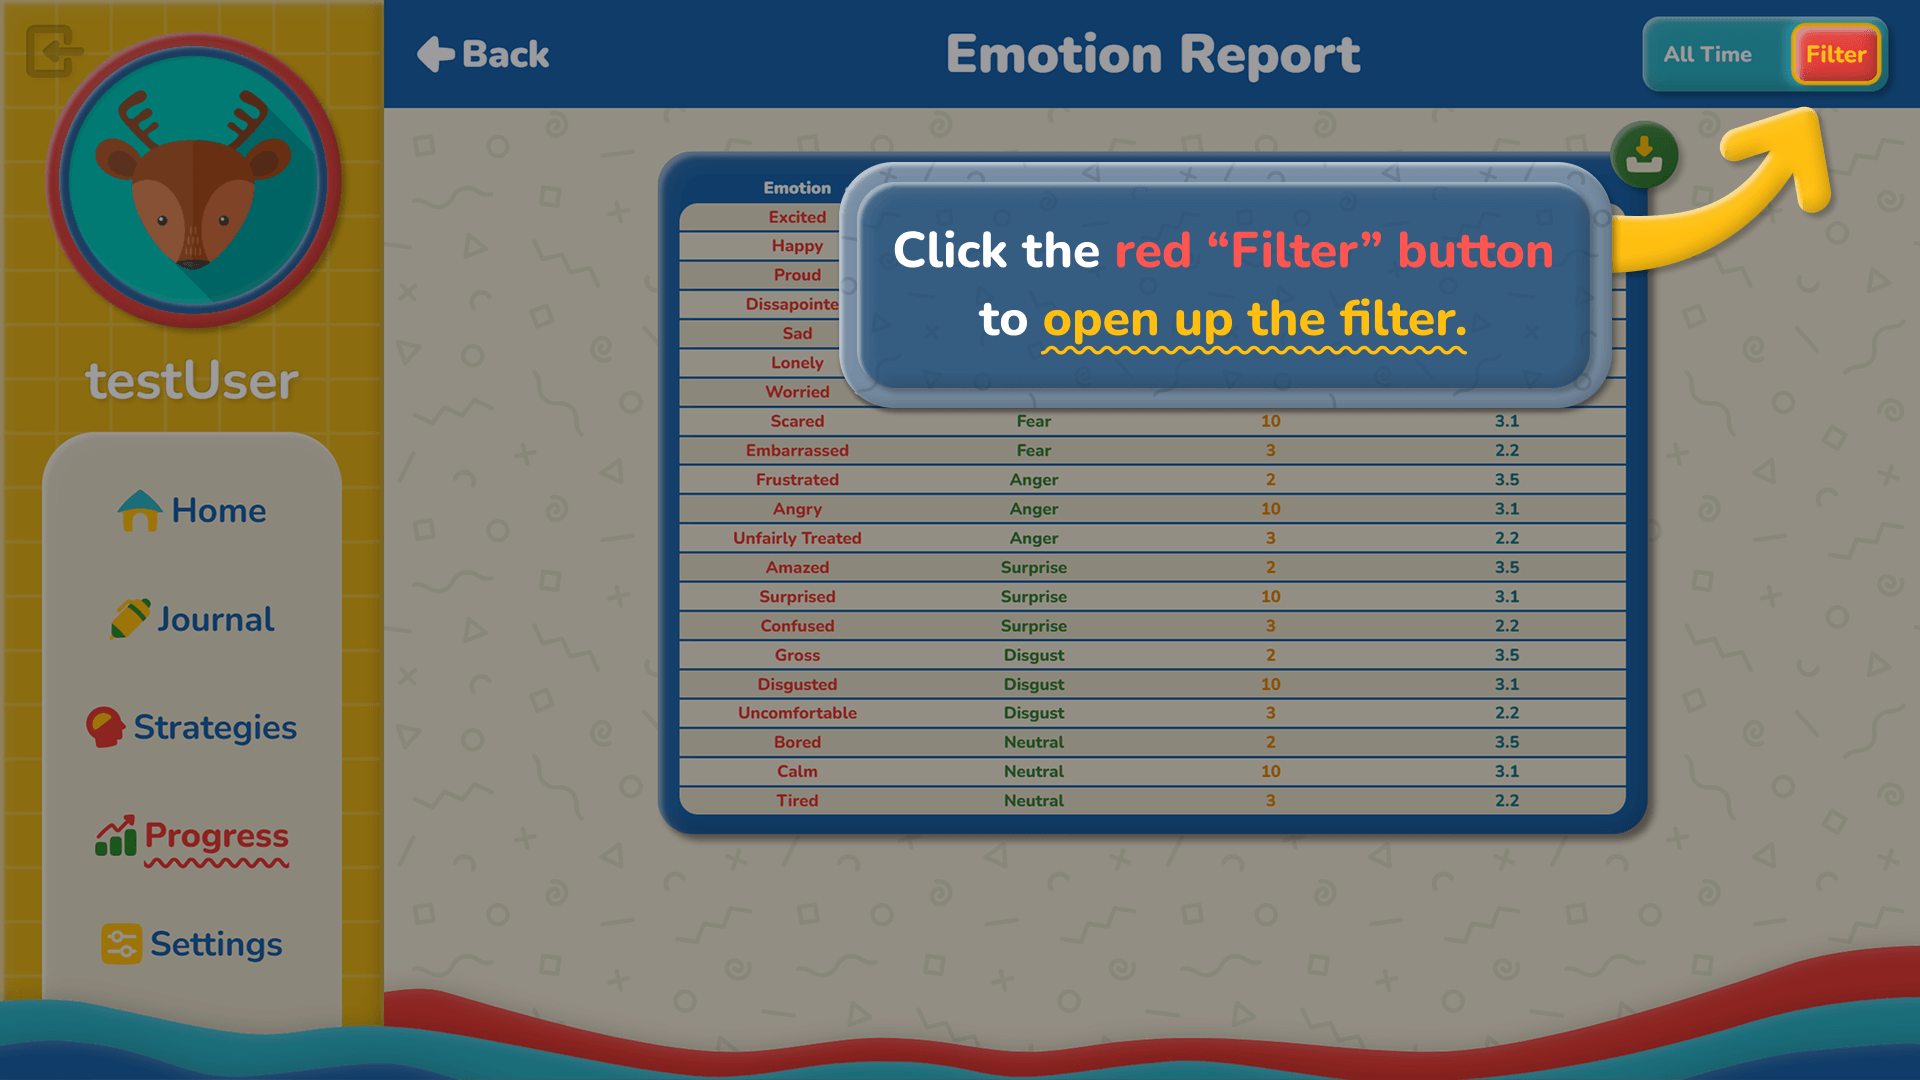 Back
Emotion Report
All Time
Filter
testUser
Home
Journal
Strategies
Progress
Settings
Click the red “Filter” button
to open up the filter.
Emotion
Excited
Happy
Proud
Dissapointe
Sad
Lonely
Worried
Scared Fear 10 3.1
Embarrassed Fear 3 2.2
Frustrated Anger 2 3.5
Angry Anger 10 3.1
Unfairly Treated Anger 3 2.2
Amazed Surprise 2 3.5
Surprised Surprise 10 3.1
Confused Surprise 3 2.2
Gross Disgust 2 3.5
Disgusted Disgust 10 3.1
Uncomfortable Disgust 3 2.2
Bored Neutral 2 3.5
Calm Neutral 10 3.1
Tired Neutral 3 2.2